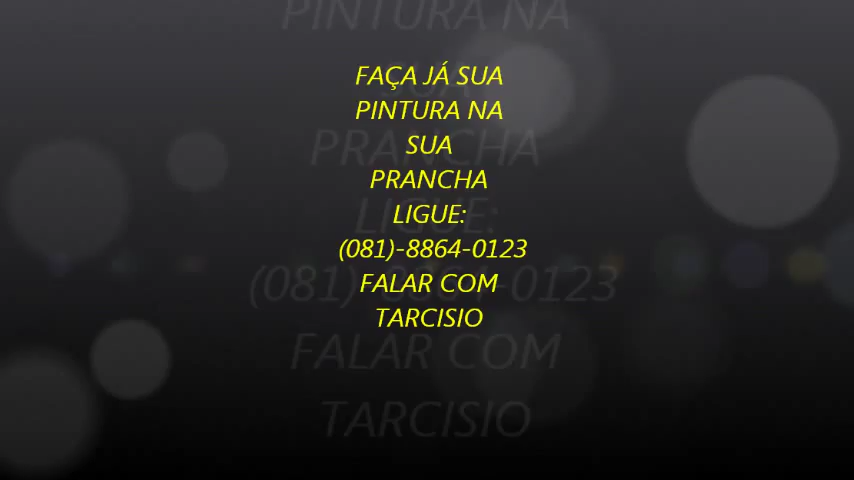 FAÇA JÁ SUA
PINTURA NA
SUA
PRANCHA
LIGUE:
(081)-8864-0123
FALAR COM
TARCISIO